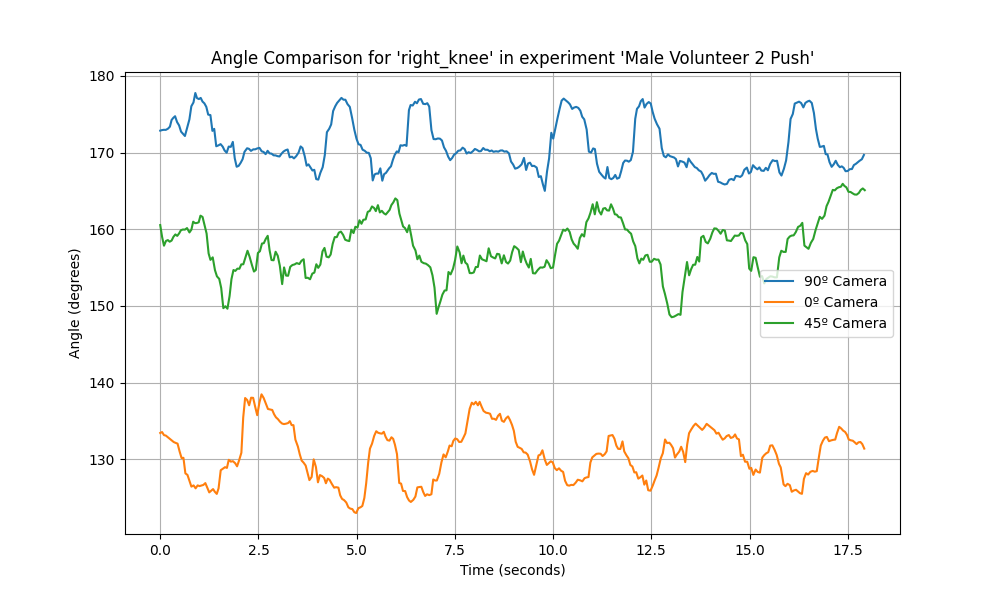 Angle Comparison for 'right_knee' in experiment 'Male Volunteer 2 Push'
180
170
160
150
140
130
Angle (degrees)
90º Camera
0º Camera
45º Camera
0.0 2.5 5.0 7.5 10.0 12.5 15.0 17.5
Time (seconds)